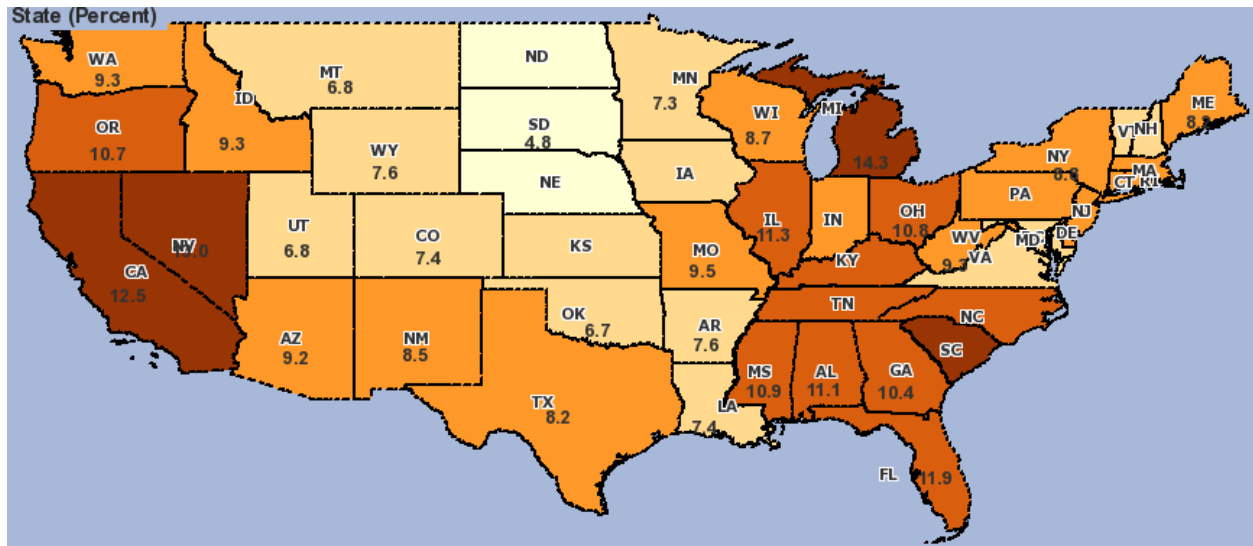 State (Percent)
WA
9.3
MT
6.8
ND
MN
7.3
ID
9.3
OR
10.7
SD
4.8
WI
8.7
MI
14.3
ME
VT
NH
NY
MA
CT
RI
WY
7.6
NE
IA
PA
NJ
UT
6.8
CO
7.4
KS
MO
9.5
IL
11.3
IN
OH
10.8
WV
9.3
MD
DE
VA
NV
CA
12.5
KY
TN
NC
OK
6.7
AR
7.6
AZ
9.2
NM
8.5
SC
MS
10.9
AL
11.1
GA
10.4
TX
8.2
LA
7.4
FL
11.9